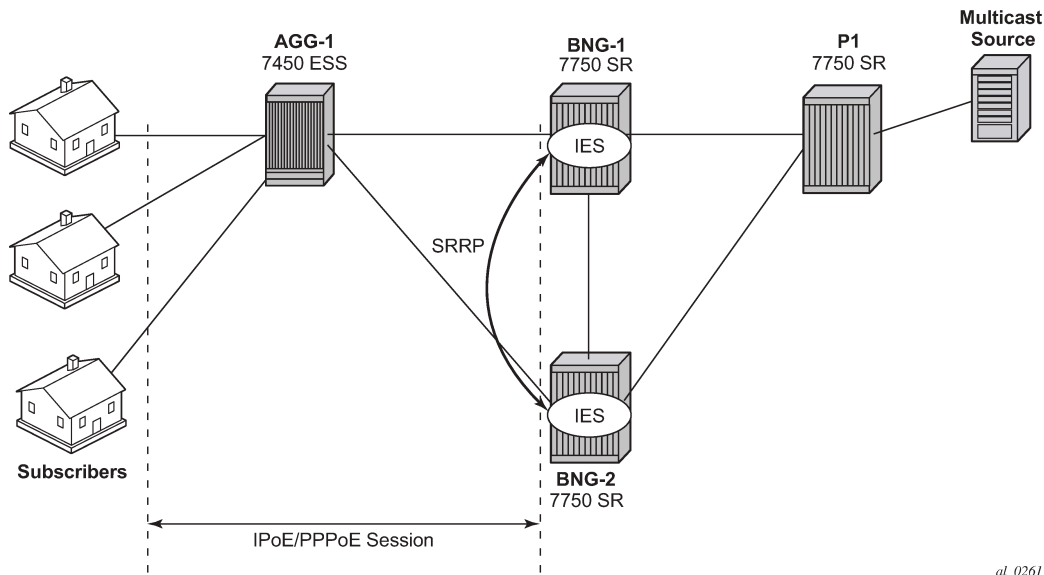 AGG-1
7450 ESS
BNG-1
7750 SR
P1
7750 SR
Multicast
Source
IES
SRRP
IES
Subscribers
BNG-2
7750 SR
IPoE/PPPoE Session
al_0261